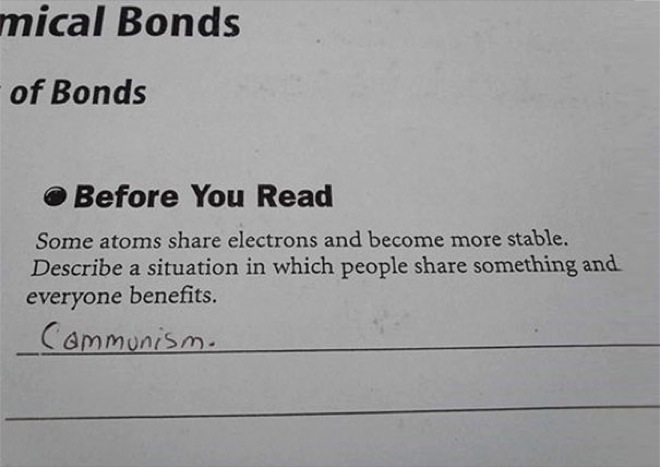 mical Bonds
of Bonds
Before You Read
Some atoms share electrons and become more stable.
Describe a situation in which people share something and
everyone benefits.
Communism.